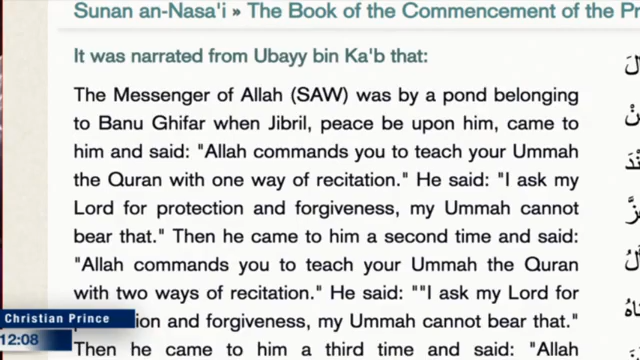 Sunan an-Nasa'i » The Book of the Commencement of the Pr
It was narrated from Ubayy bin Ka'b that:
The Messenger of Allah (SAW) was by a pond belonging
to Banu Ghifar when Jibril, peace be upon him, came to
him and said: "Allah commands you to teach your Ummah
the Quran with one way of recitation." He said: "I ask my
Lord for protection and forgiveness, my Ummah cannot
bear that." Then he came to him a second time and said:
"Allah commands you to teach your Ummah the Quran
with two ways of recitation." He said: ""I ask my Lord for
ion and forgiveness, my Ummah cannot bear that."
Then he came to him a third time and said: "Allah
Christian Prince
12:08